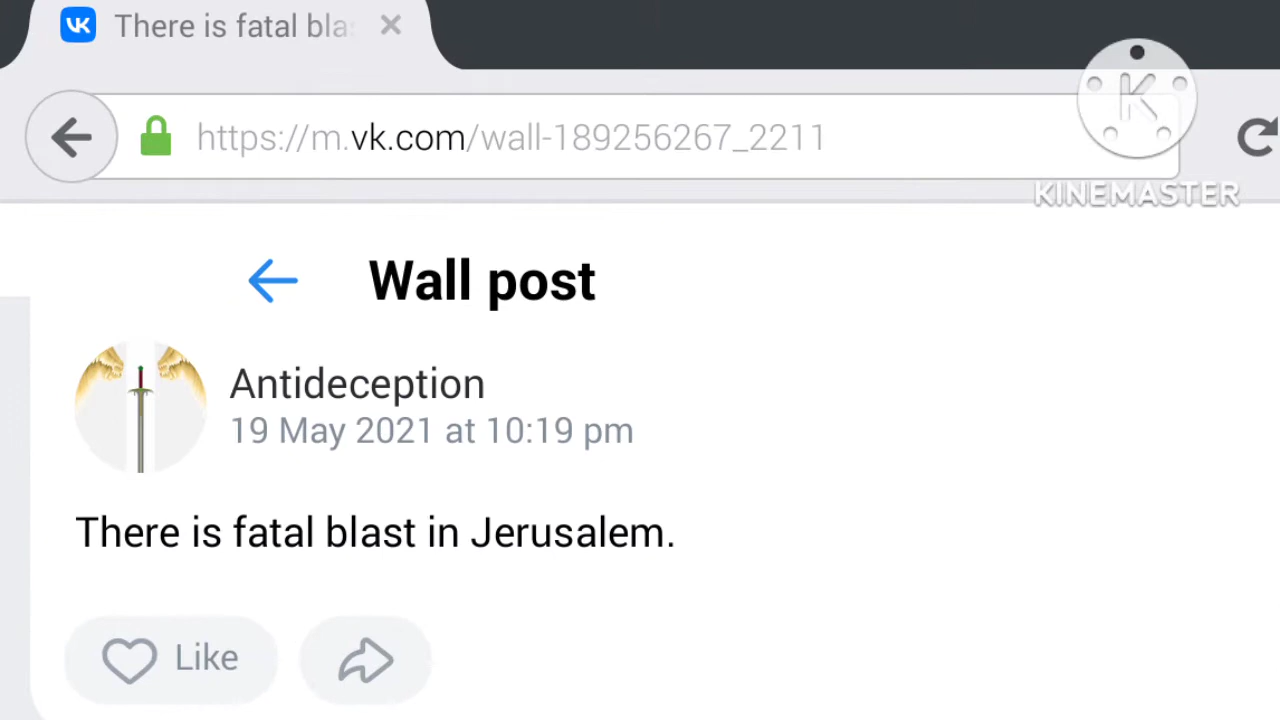 There is fatal bla
https://m.vk.com/wall-189256267_2211
K
KINEMASTER
Wall post
Antideception
19 May 2021 at 10:19 pm
There is fatal blast in Jerusalem.
Like